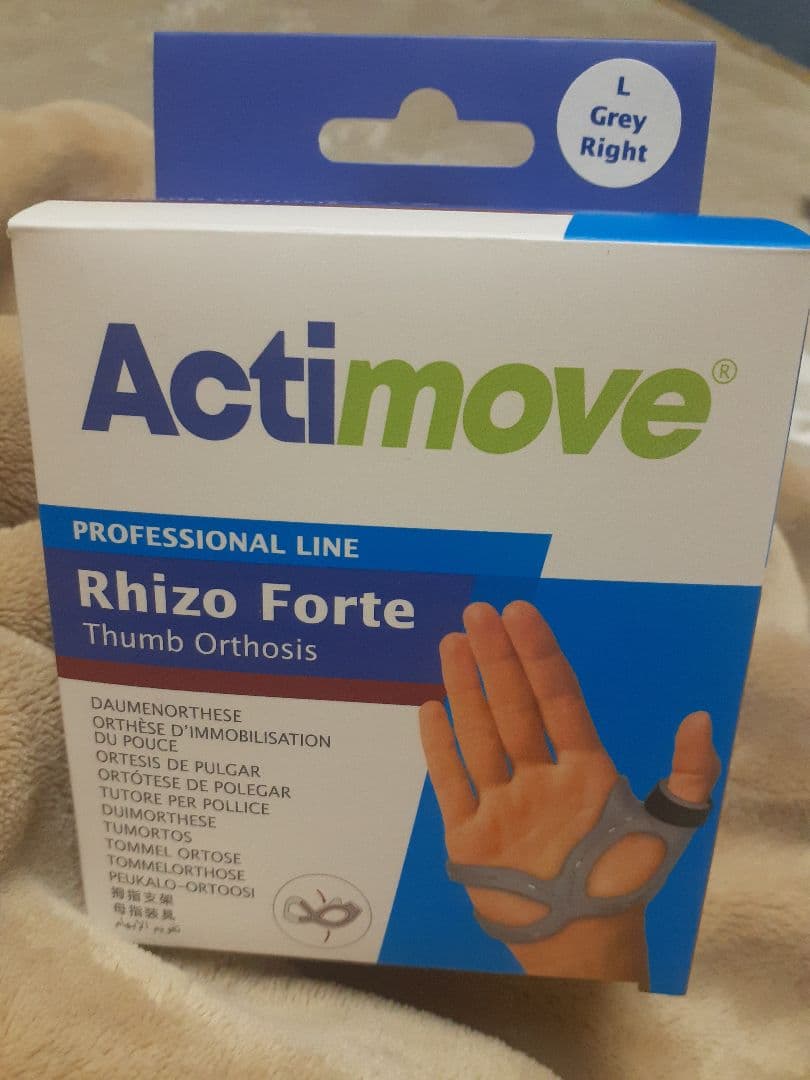 L
Grey
Right
Actimove®
PROFESSIONAL LINE
Rhizo Forte
Thumb Orthosis
DAUMENORTHESE
ORTHÈSE D'IMMOBILISATION
DU POUCE
ORTESIS DE PULGAR
ORTÓTESE DE POLEGAR
TUTORE PER POLLICE
DUIMORTHESE
TUMORTOS
TOMMEL ORTOSE
TOMMELORTHOSE
PEUKALO-ORTOOSI
拇指支架
母指装具
تقويم الإبهام